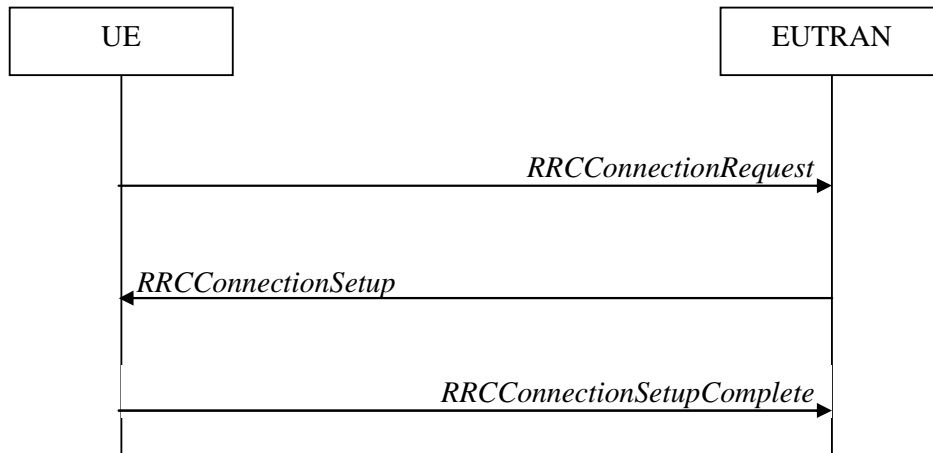 UE
EUTRAN
RRCConnectionRequest
RRCConnectionSetup
RRCConnectionSetupComplete